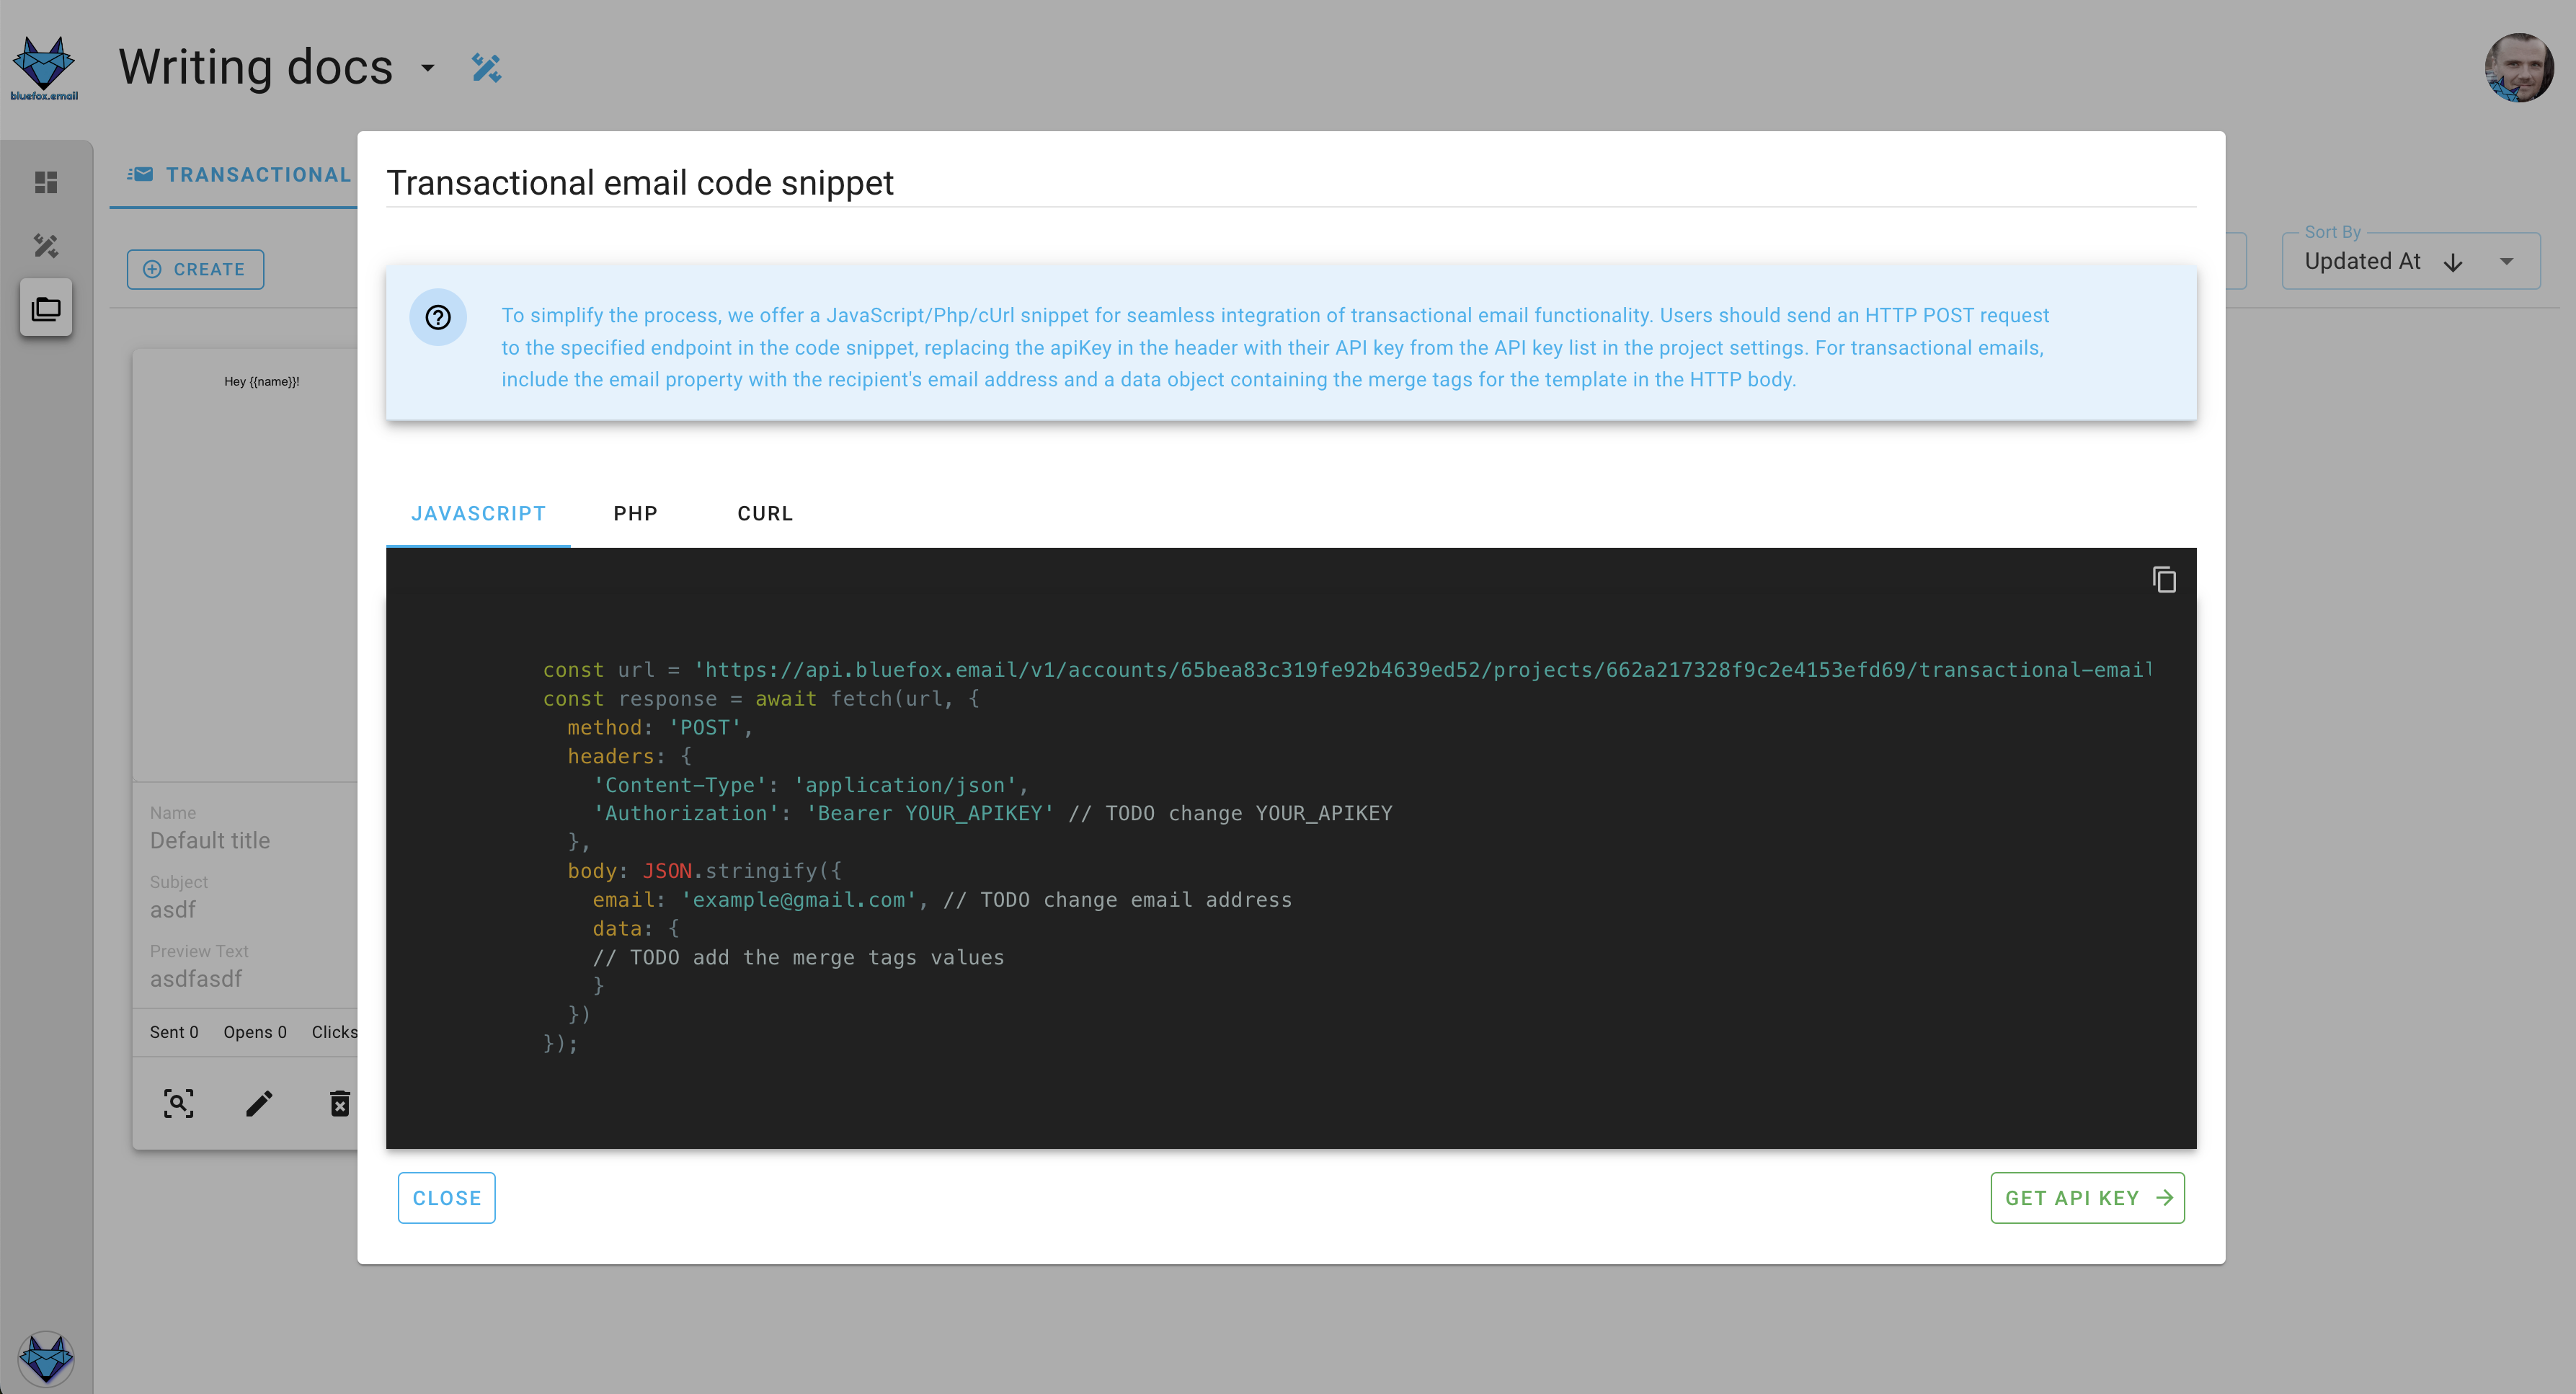 bluefox.email
Writing docs
TRANSACTIONAL
CREATE
Sort By
Updated At
Hey {{name}}!
Name
Default title
Subject
asdf
Preview Text
asdfasdf
Sent 0 Opens 0 Clicks
Transactional email code snippet
To simplify the process, we offer a JavaScript/Php/cUrl snippet for seamless integration of transactional email functionality. Users should send an HTTP POST request
to the specified endpoint in the code snippet, replacing the apiKey in the header with their API key from the API key list in the project settings. For transactional emails,
include the email property with the recipient's email address and a data object containing the merge tags for the template in the HTTP body.
JAVASCRIPT PHP CURL
const url = 'https://api.bluefox.email/v1/accounts/65bea83c319fe92b4639ed52/projects/662a217328f9c2e4153efd69/transactional-email
const response = await fetch(url, {
method: 'POST',
headers: {
'Content-Type': 'application/json',
'Authorization': 'Bearer YOUR_APIKEY' // TODO change YOUR_APIKEY
},
body: JSON.stringify({
email: 'example@gmail.com', // TODO change email address
data: {
// TODO add the merge tags values
}
})
});
CLOSE
GET API KEY